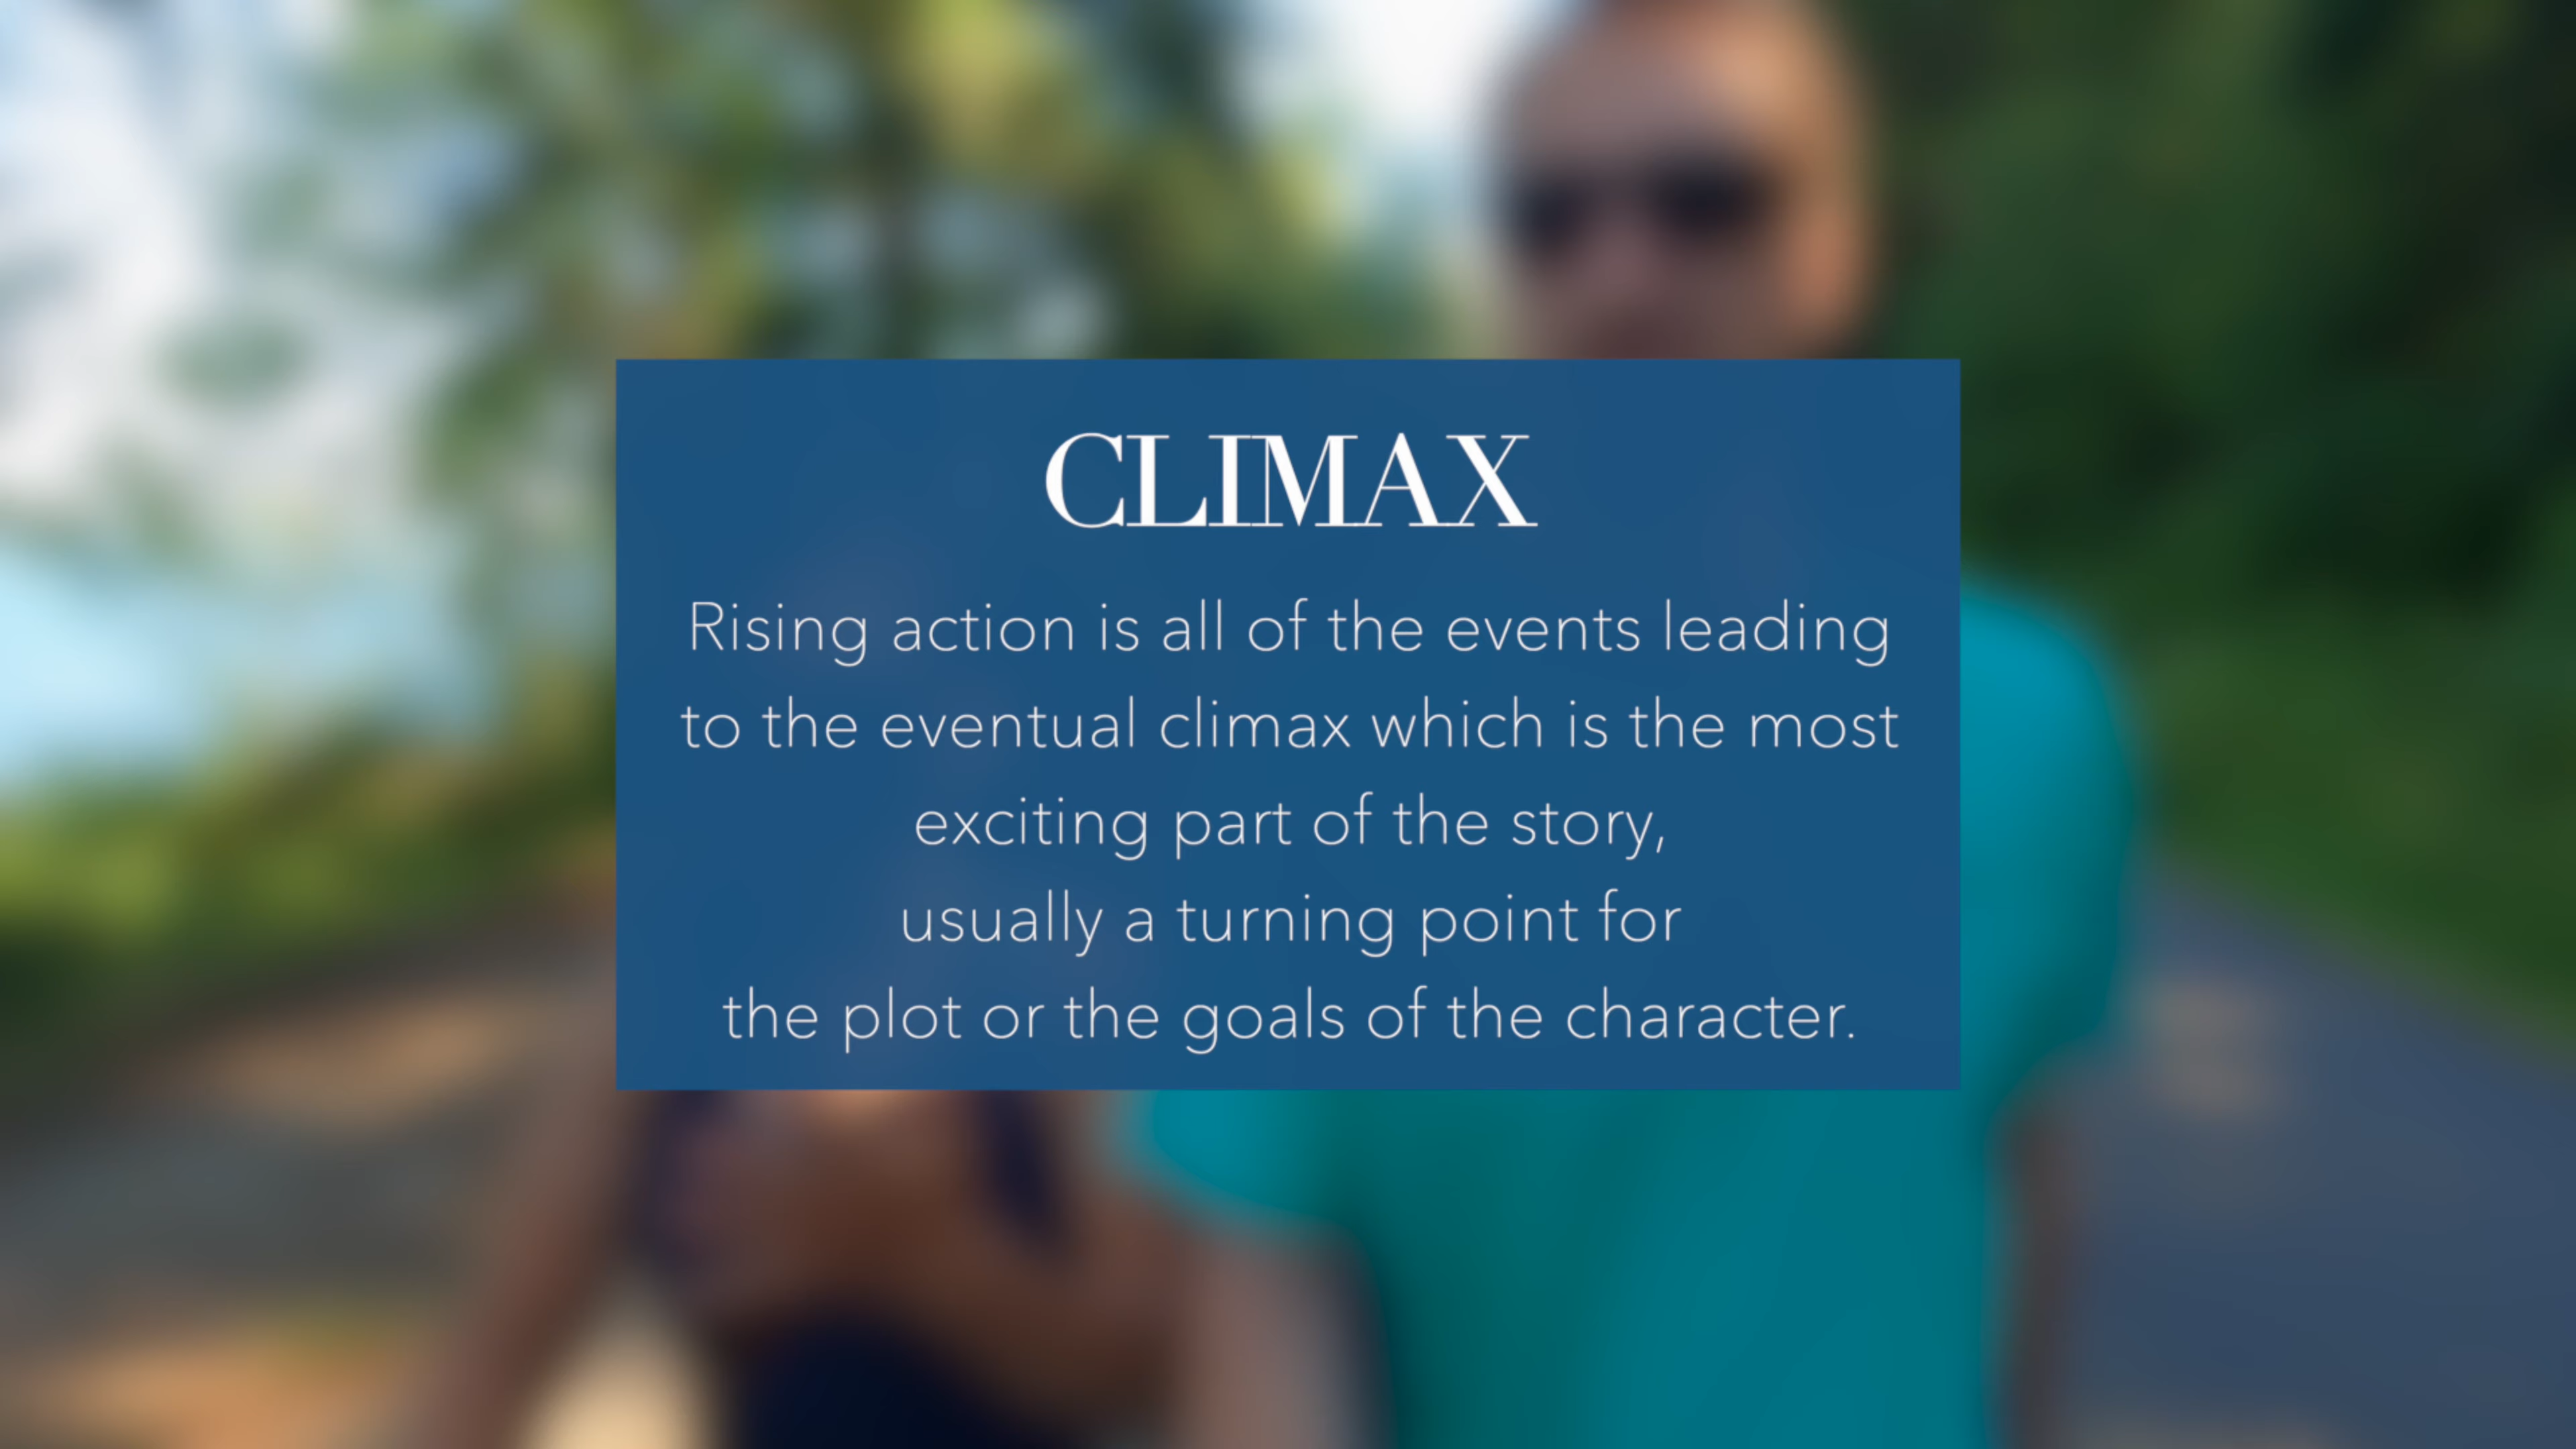 CLIMAX
Rising action is all of the events leading
to the eventual climax which is the most
exciting part of the story,
usually a turning point for
the plot or the goals of the character.